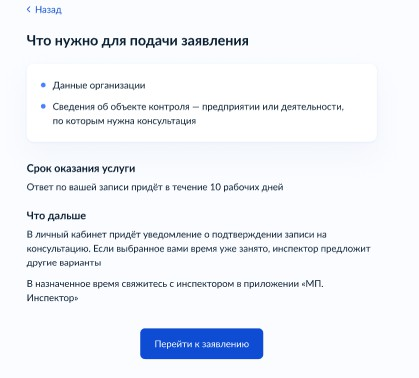 Назад
Что нужно для подачи заявления
Данные организации
Сведения об объекте контроля — предприятии или деятельности,
по которым нужна консультация
Срок оказания услуги
Ответ по вашей записи придёт в течение 10 рабочих дней
Что дальше
В личный кабинет придёт уведомление о подтверждении записи на
консультацию. Если выбранное вами время уже занято, инспектор предложит
другие варианты
В назначенное время свяжитесь с инспектором в приложении «МП.
Инспектор»
Перейти к заявлению